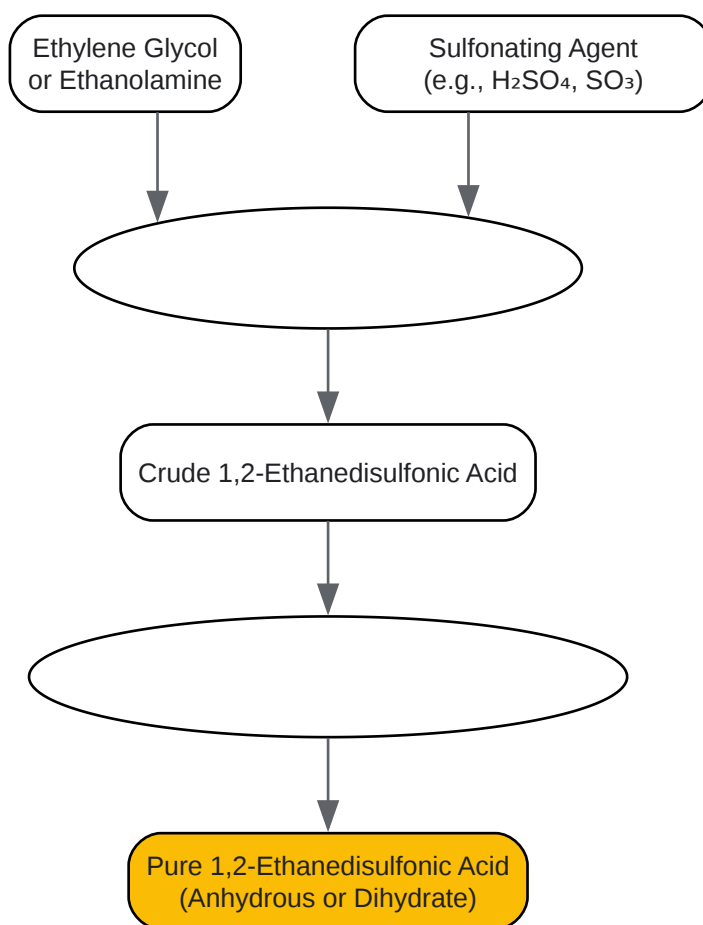 Ethylene Glycol
or Ethanolamine
Sulfonating Agent
(e.g., H₂SO₄, SO₃)
Crude 1,2-Ethanedisulfonic Acid
Pure 1,2-Ethanedisulfonic Acid
(Anhydrous or Dihydrate)